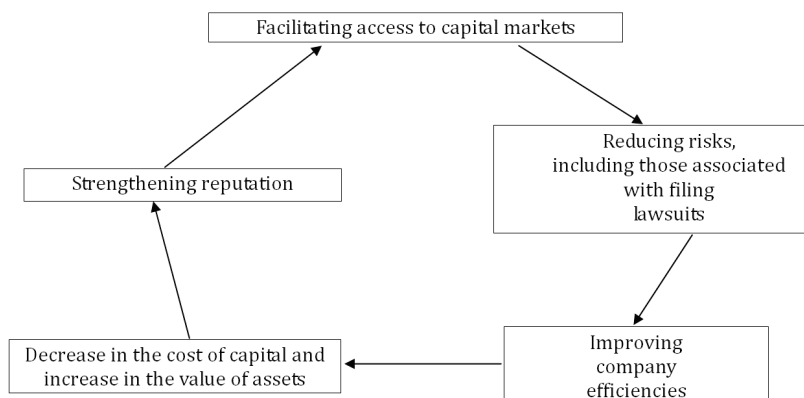 Facilitating access to capital markets
Reducing risks,
including those associated
with filing
lawsuits
Strengthening reputation
Improving
company
efficiencies
Decrease in the cost of capital and
increase in the value of assets